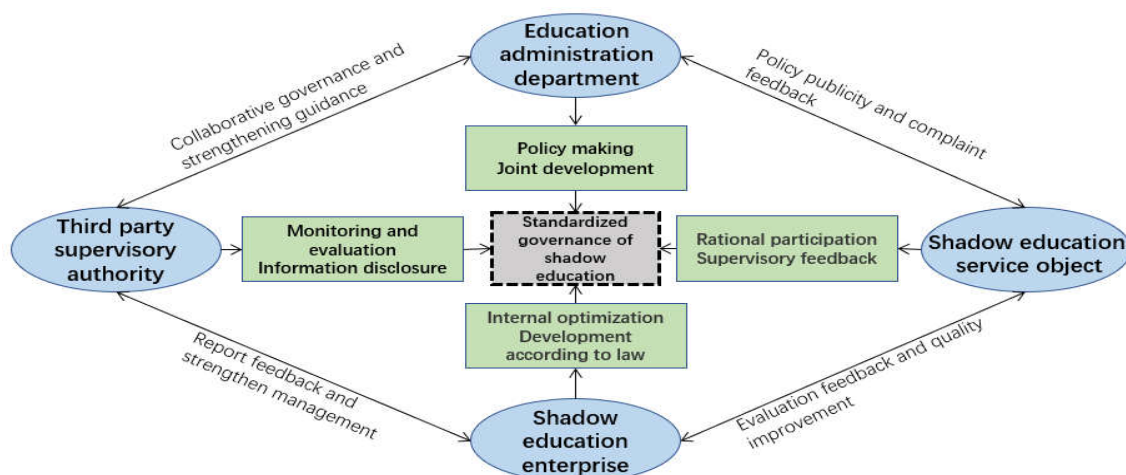 Education
administration
department
Collaborative governance and
strengthening guidance
Policy publicity and complaint
feedback
Policy making
Joint development
Third party
supervisory
authority
Monitoring and
evaluation
Information disclosure
Standardized
governance of
shadow
education
Rational participation
Supervisory feedback
Shadow education
service object
Internal optimization
Development
according to law
Report feedback and
strengthen management
Evaluation feedback and quality
improvement
Shadow
education
enterprise